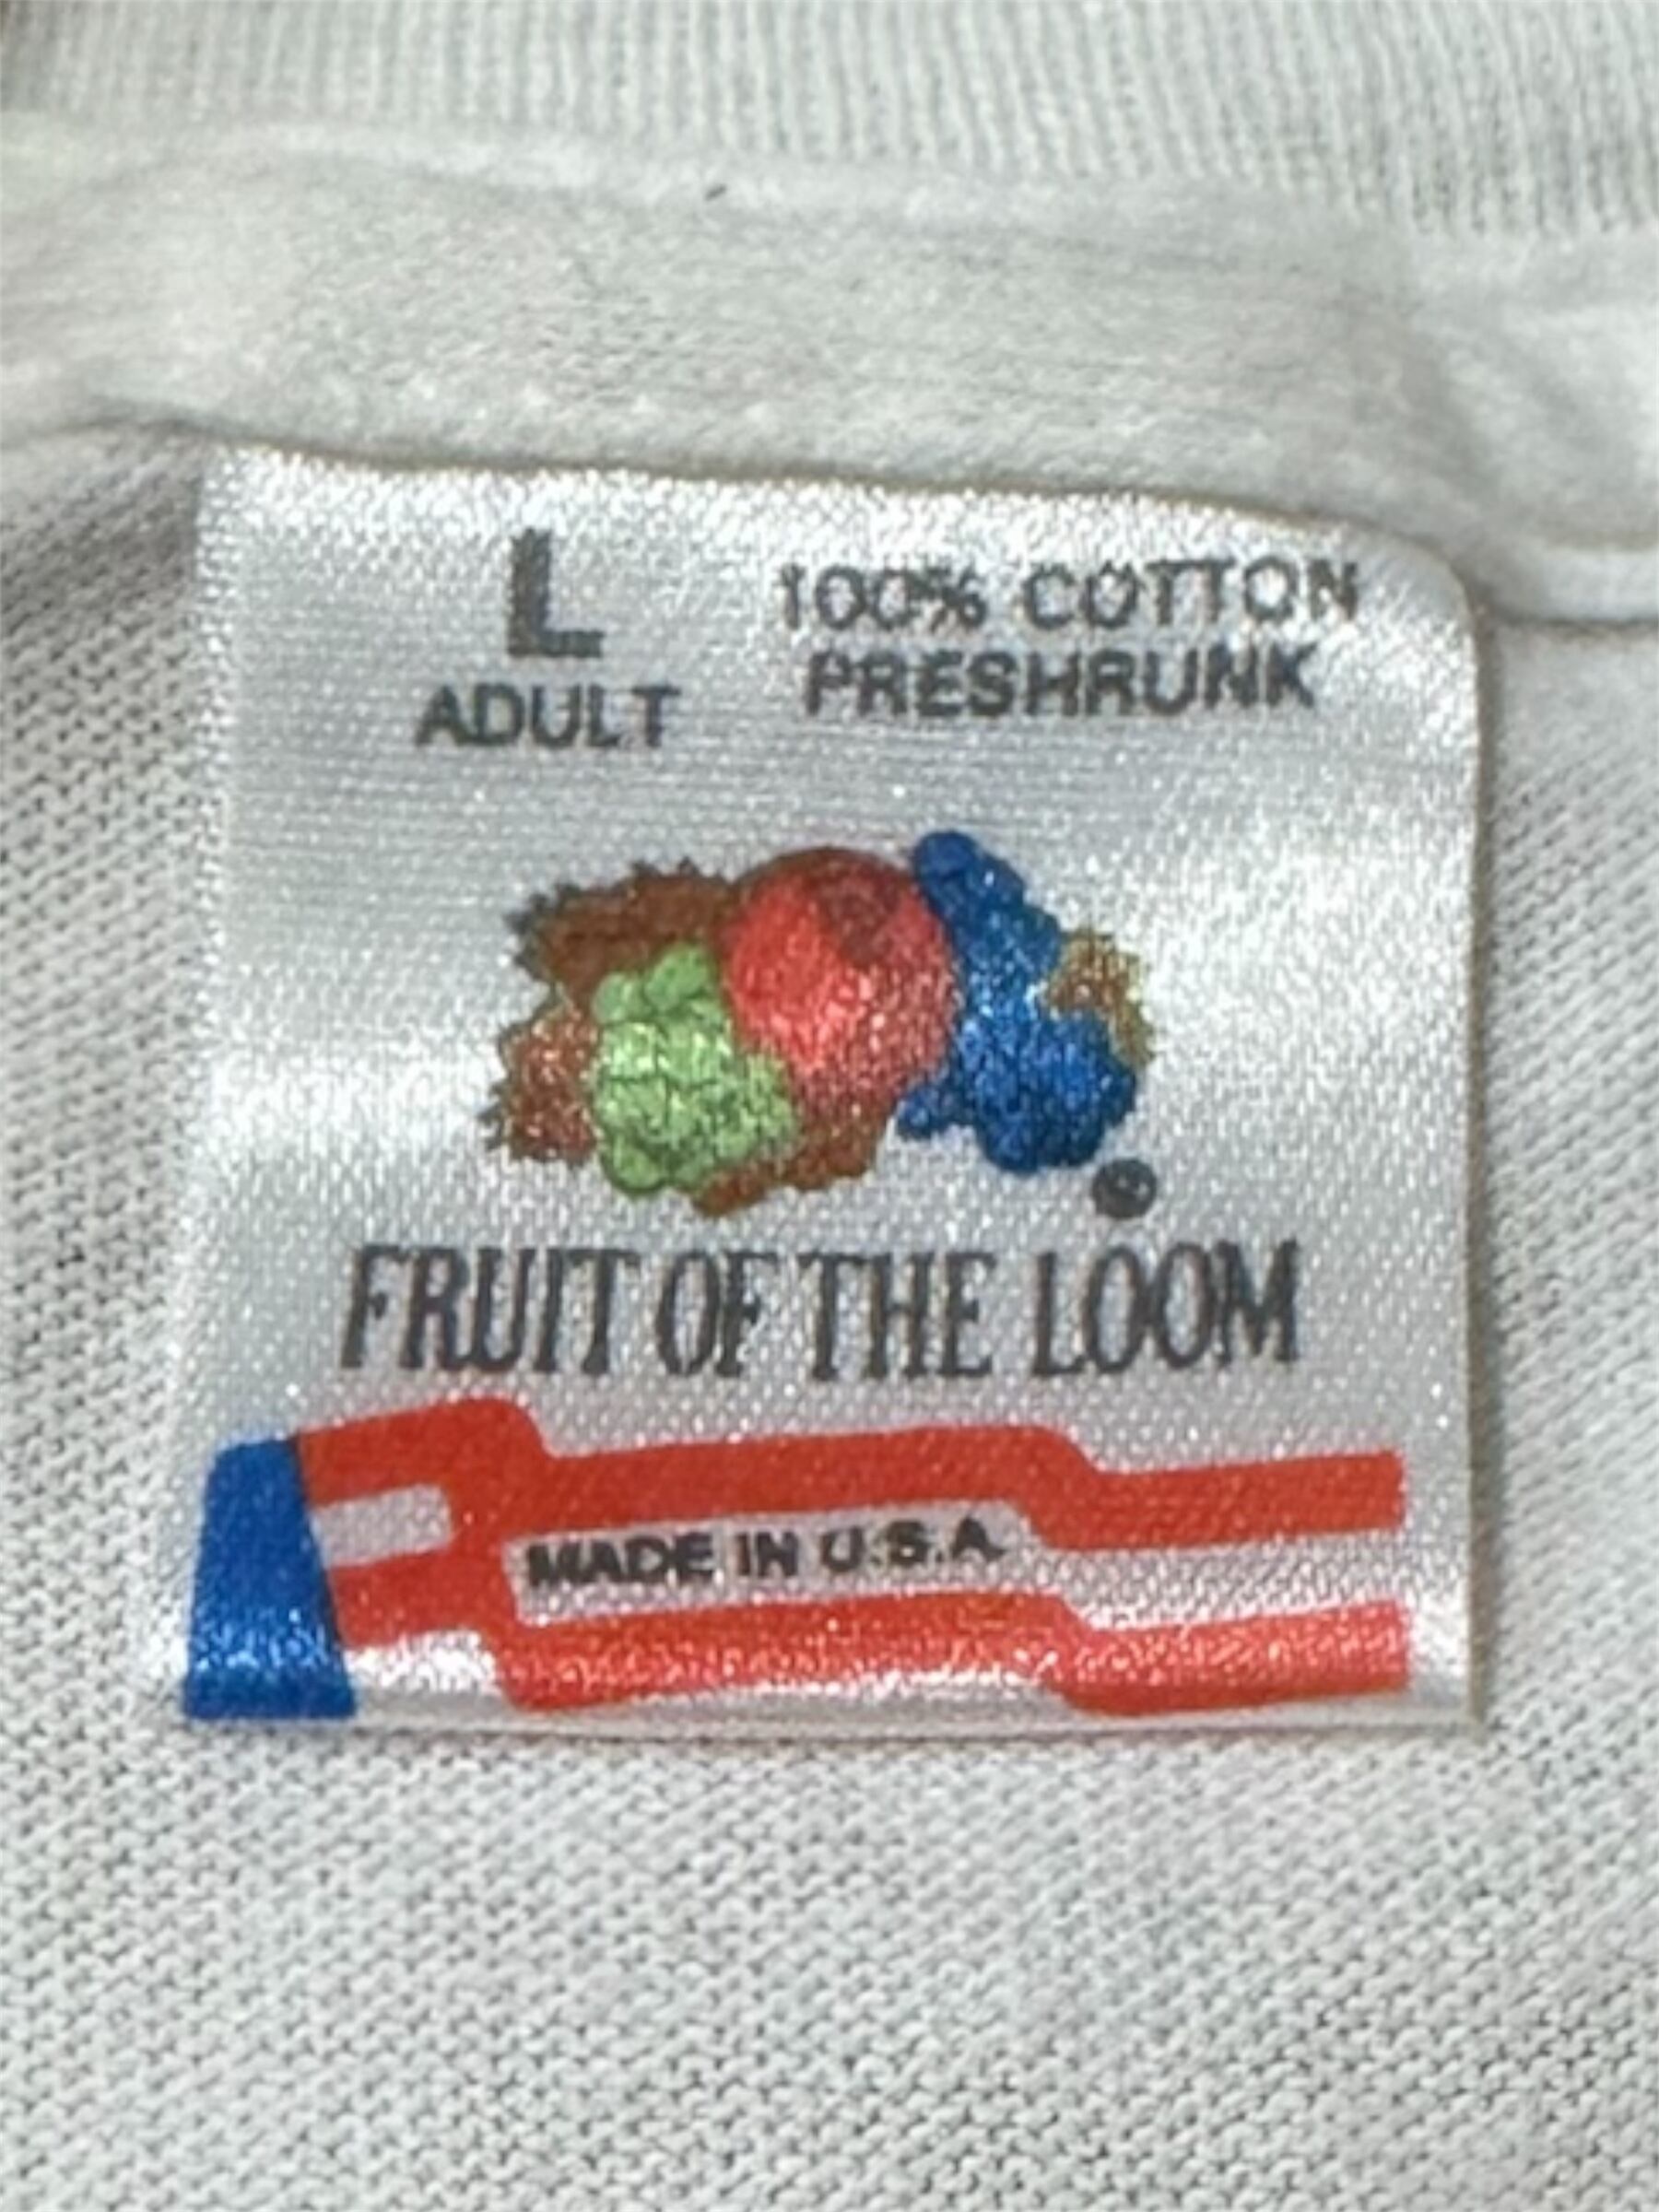 L
ADULT
100% COTTON
PRESHRUNK
®
FRUIT OF THE LOOM
MADE IN U.S.A.